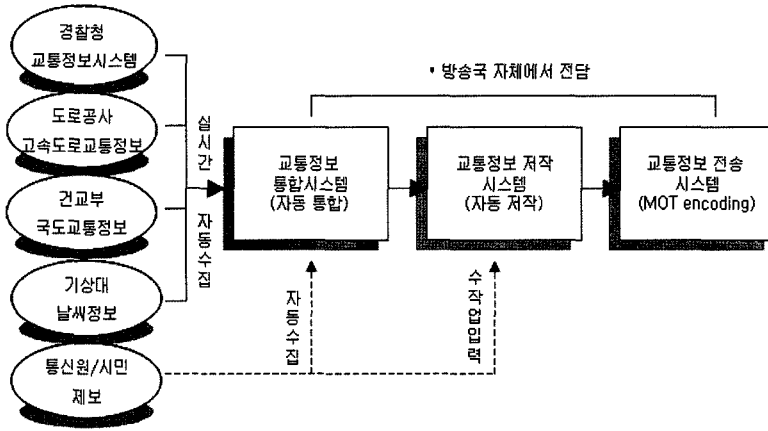 경찰청
교통정보시스템
도로공사
고속도로교통정보
건교부
국도교통정보
기상대
날씨정보
통신원/시민
제보
실시간 자동수집
• 방송국 자체에서 전담
교통정보
통합시스템
(자동 통합)
교통정보 저작
시스템
(자동 저작)
교통정보 전송
시스템
(MOT encoding)
자동수집
수작업입력